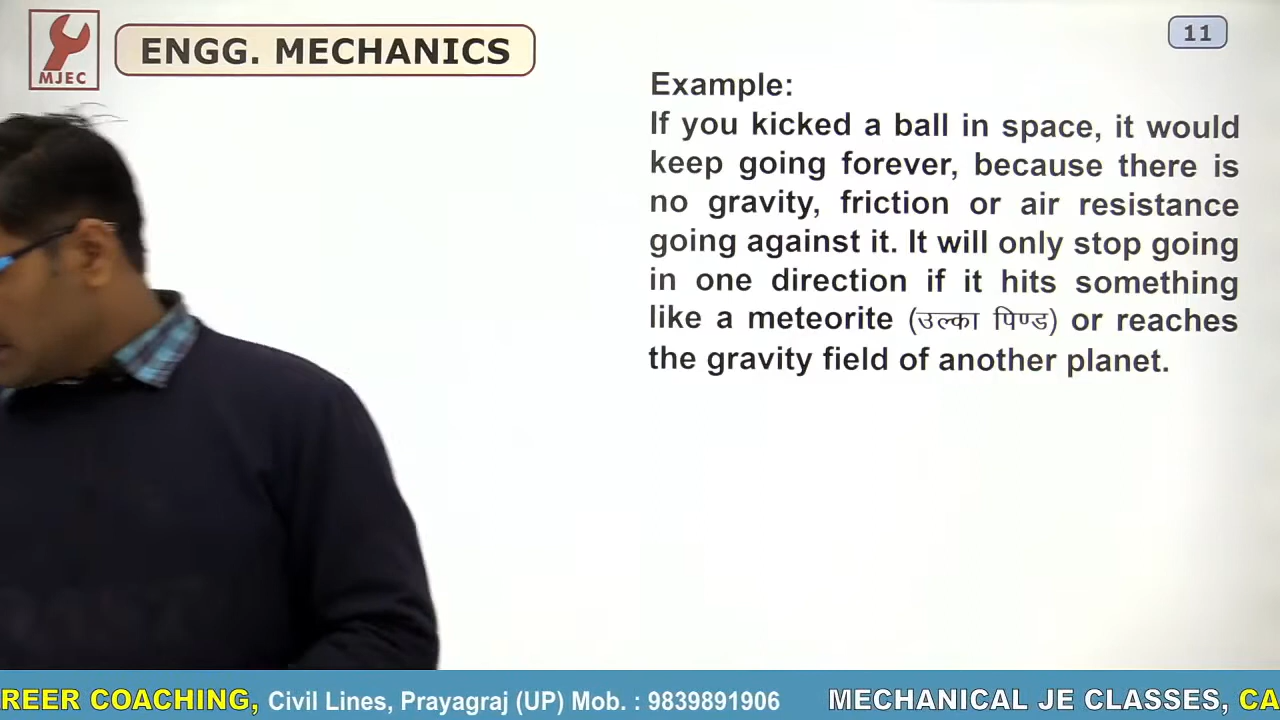 MJEC
ENGG. MECHANICS
11
Example:
If you kicked a ball in space, it would
keep going forever, because there is
no gravity, friction or air resistance
going against it. It will only stop going
in one direction if it hits something
like a meteorite (उल्का पिण्ड) or reaches
the gravity field of another planet.
REER COACHING, Civil Lines, Prayagraj (UP) Mob. : 9839891906 MECHANICAL JE CLASSES, CA